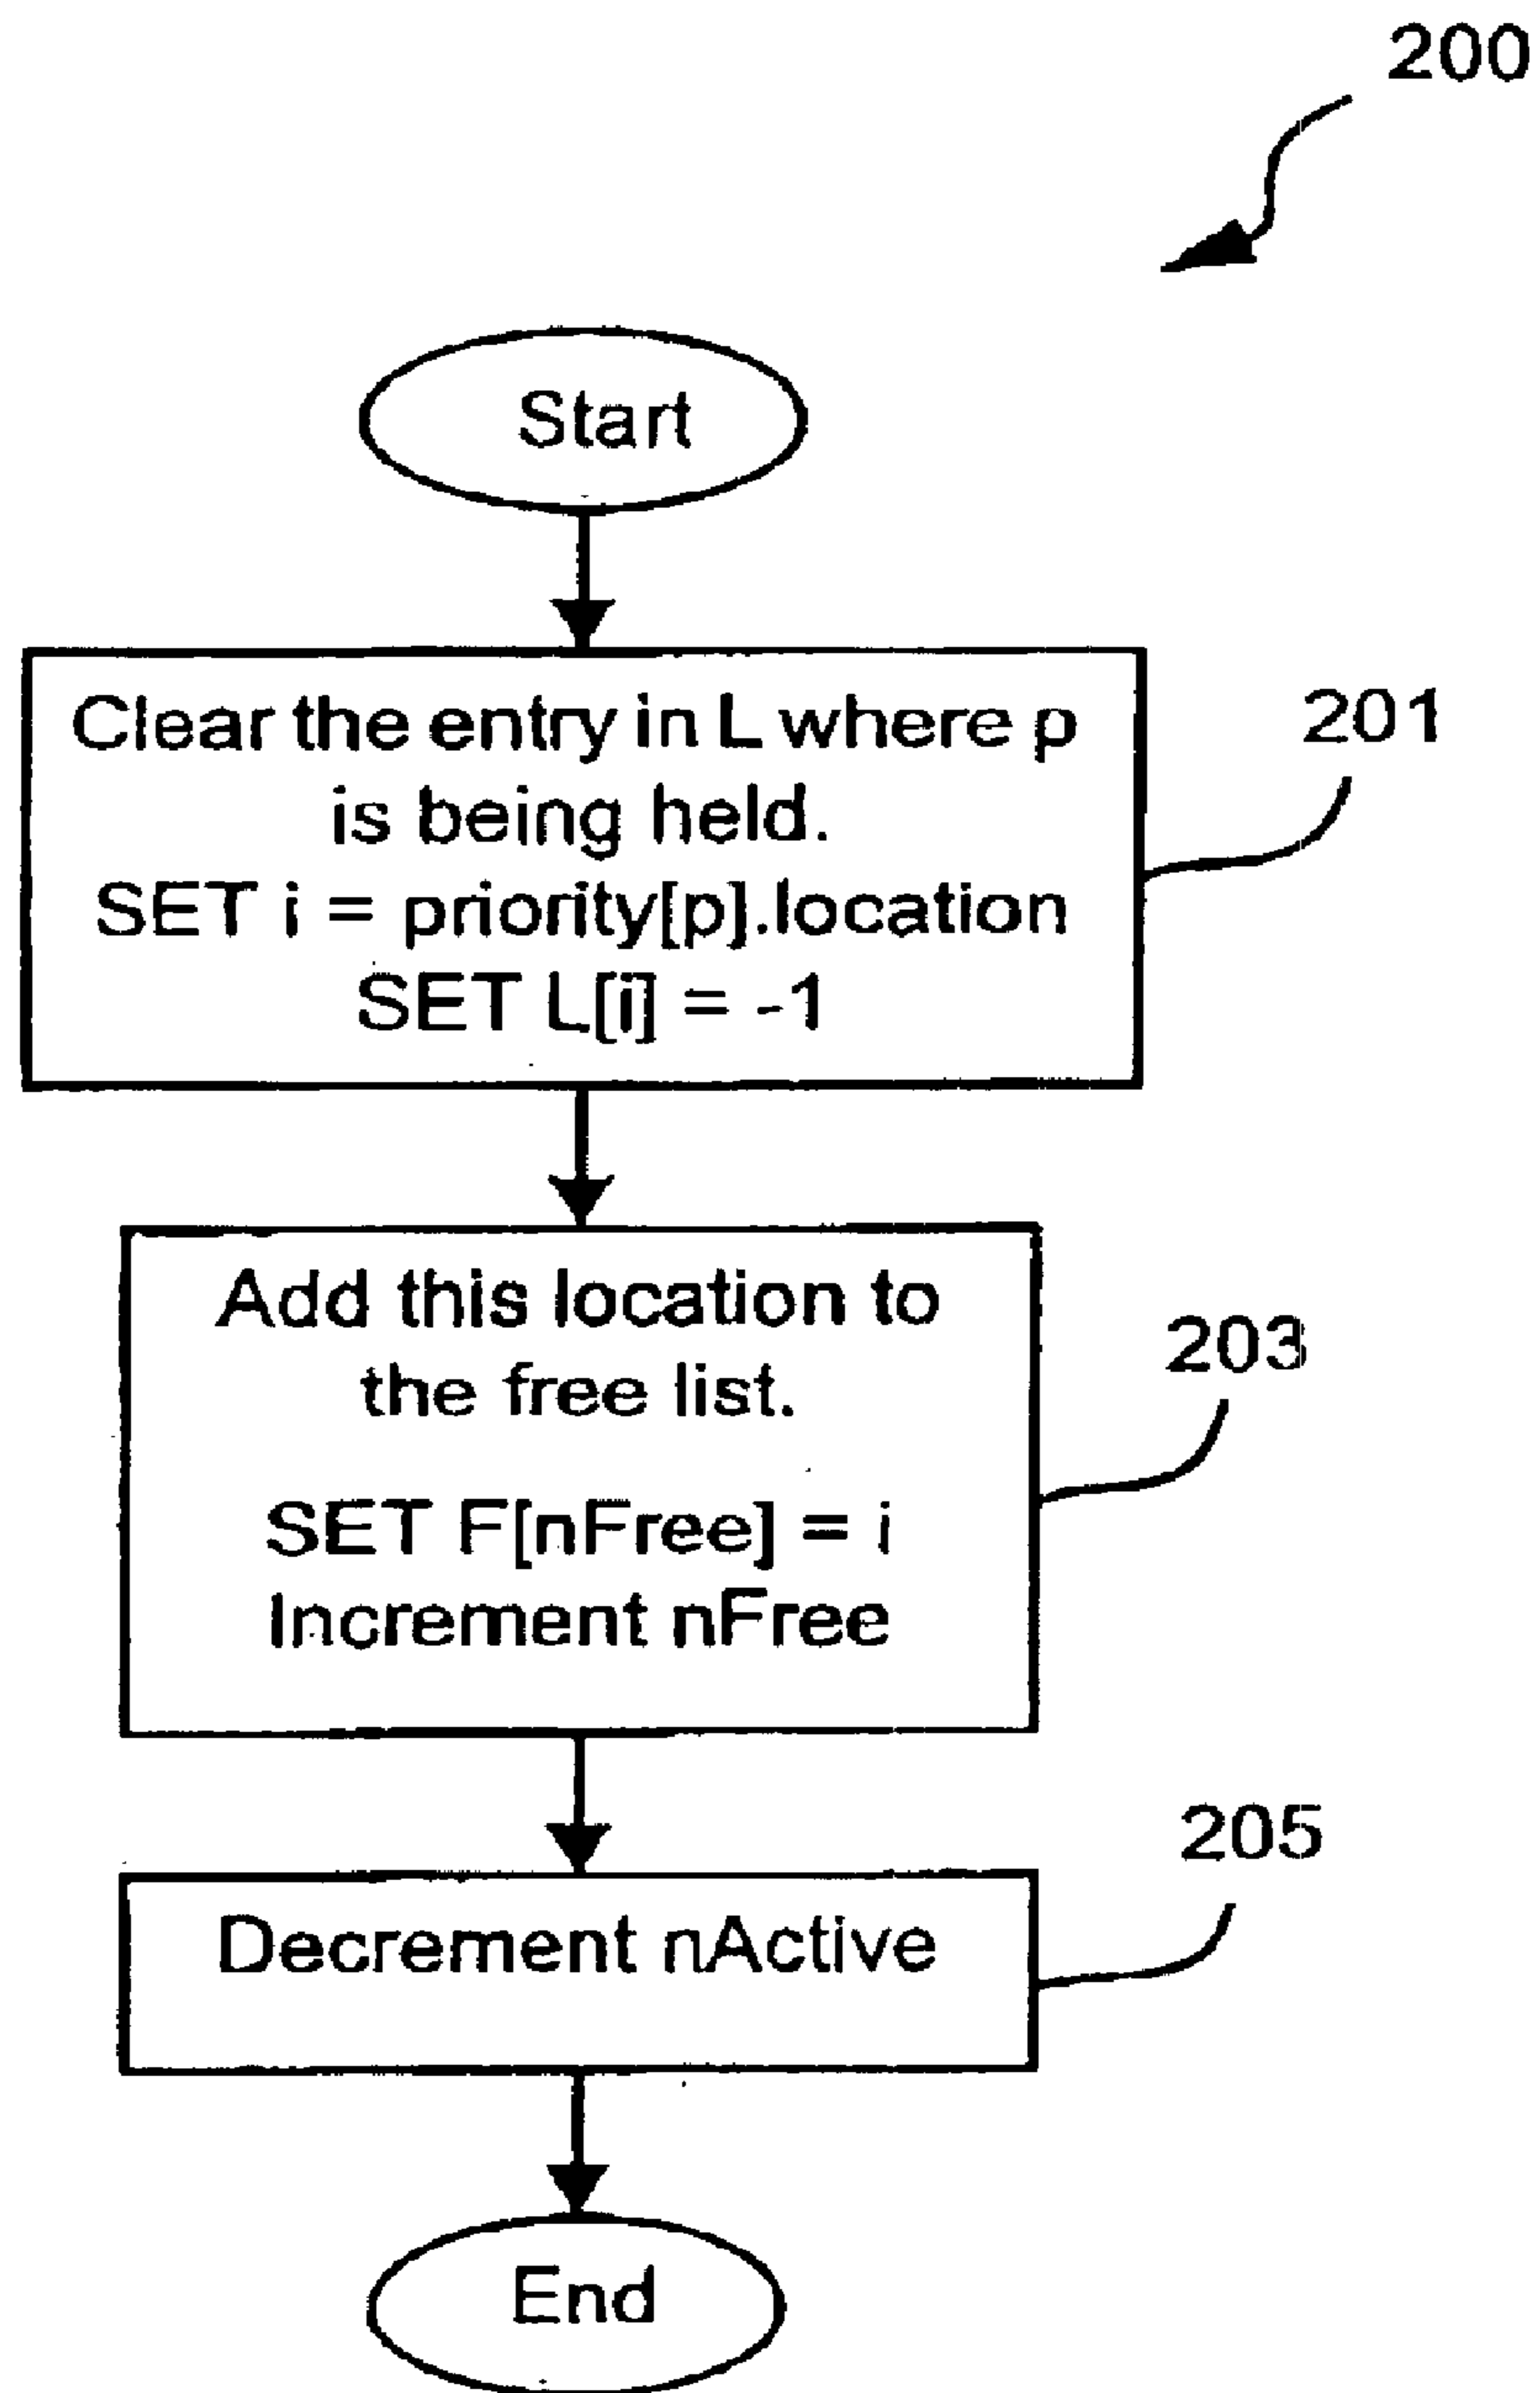 200
Start
Clear the entry in L where p
is being held.
SET i = priority[p].location
SET L[i] = -1
201
Add this location to
the free list.
SET F[nFree] = i
Increment nFree
203
Decrement nActive
205
End